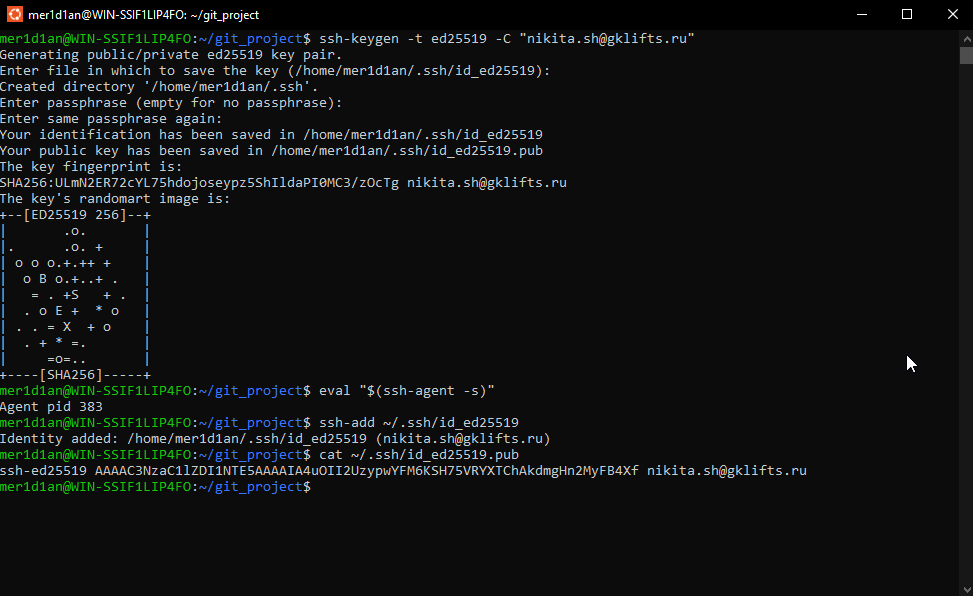 mer1d1an@WIN-SSIF1LIP4FO: ~/git_project
mer1d1an@WIN-SSIF1LIP4FO:~/git_project$ ssh-keygen -t ed25519 -C "nikita.sh@gklifts.ru"
Generating public/private ed25519 key pair.
Enter file in which to save the key (/home/mer1d1an/.ssh/id_ed25519):
Created directory '/home/mer1d1an/.ssh'.
Enter passphrase (empty for no passphrase):
Enter same passphrase again:
Your identification has been saved in /home/mer1d1an/.ssh/id_ed25519
Your public key has been saved in /home/mer1d1an/.ssh/id_ed25519.pub
The key fingerprint is:
SHA256:ULmN2ER72cYL75hdojoseypz5ShIldaPI0MC3/zOcTg nikita.sh@gklifts.ru
The key's randomart image is:
+--[ED25519 256]--+
|       .o.       |
|.      .o. +     |
| o o o.+.++ +    |
|  o B o.+..+ .   |
|   = . +S   + .  |
|  . o E +  * o   |
| . . = X  + o    |
|  . + * =.       |
|     =o=..       |
+----[SHA256]-----+
mer1d1an@WIN-SSIF1LIP4FO:~/git_project$ eval "$(ssh-agent -s)"
Agent pid 383
mer1d1an@WIN-SSIF1LIP4FO:~/git_project$ ssh-add ~/.ssh/id_ed25519
Identity added: /home/mer1d1an/.ssh/id_ed25519 (nikita.sh@gklifts.ru)
mer1d1an@WIN-SSIF1LIP4FO:~/git_project$ cat ~/.ssh/id_ed25519.pub
ssh-ed25519 AAAAC3NzaC1lZDI1NTE5AAAAIA4uOII2UzypwYFM6KSH75VRYXTChAkdmgHn2MyFB4Xf nikita.sh@gklifts.ru
mer1d1an@WIN-SSIF1LIP4FO:~/git_project$